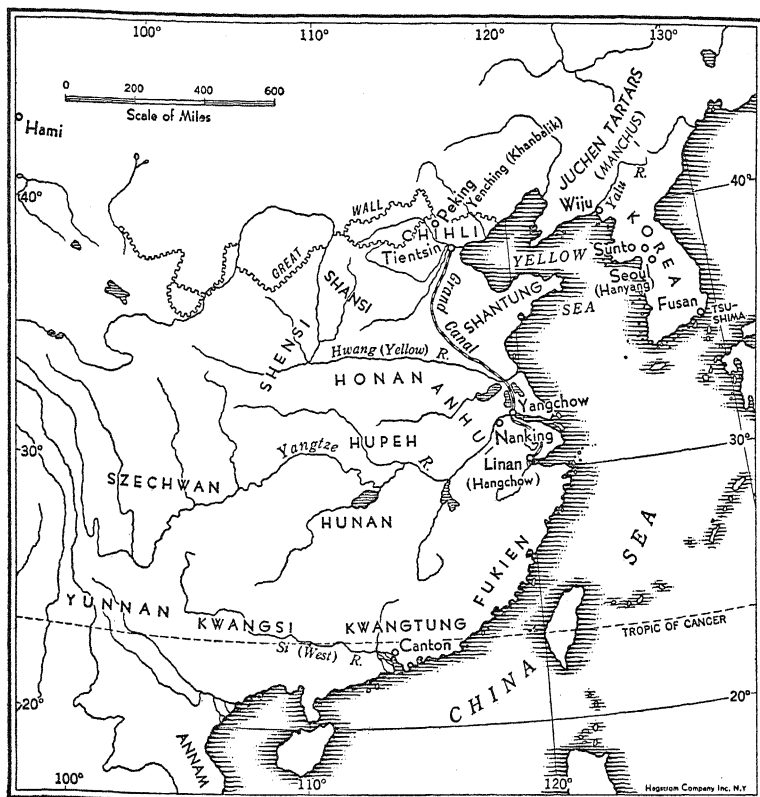 100°
110°
120°
130°
0 200 400 600
Scale of Miles
Hami
JUCHEN TARTARS
(MANCHUS)
40°
40°
WALL
Peking
Yenching (Khanbalik)
Wiju
Yalu R.
CHIHLI
KOREA
GREAT
Tientsin
YELLOW
Sunto
Seoul
(Hanyang)
SHANSI
Grand Canal
SHANTUNG
SEA
Fusan
TSU-
SHIMA
SHENSI
Hwang (Yellow) R.
HONAN
ANHU
Yangchow
Nanking
30°
30°
Yangtze R.
HUPEH
Linan
(Hangchow)
SZECHWAN
HUNAN
SEA
FUKIEN
YUNNAN
KWANGSI
KWANGTUNG
TROPIC OF CANCER
Canton
Si (West) R.
CHINA
20°
20°
ANNAM
100°
110°
120°
Hagstrom Company Inc. N.Y